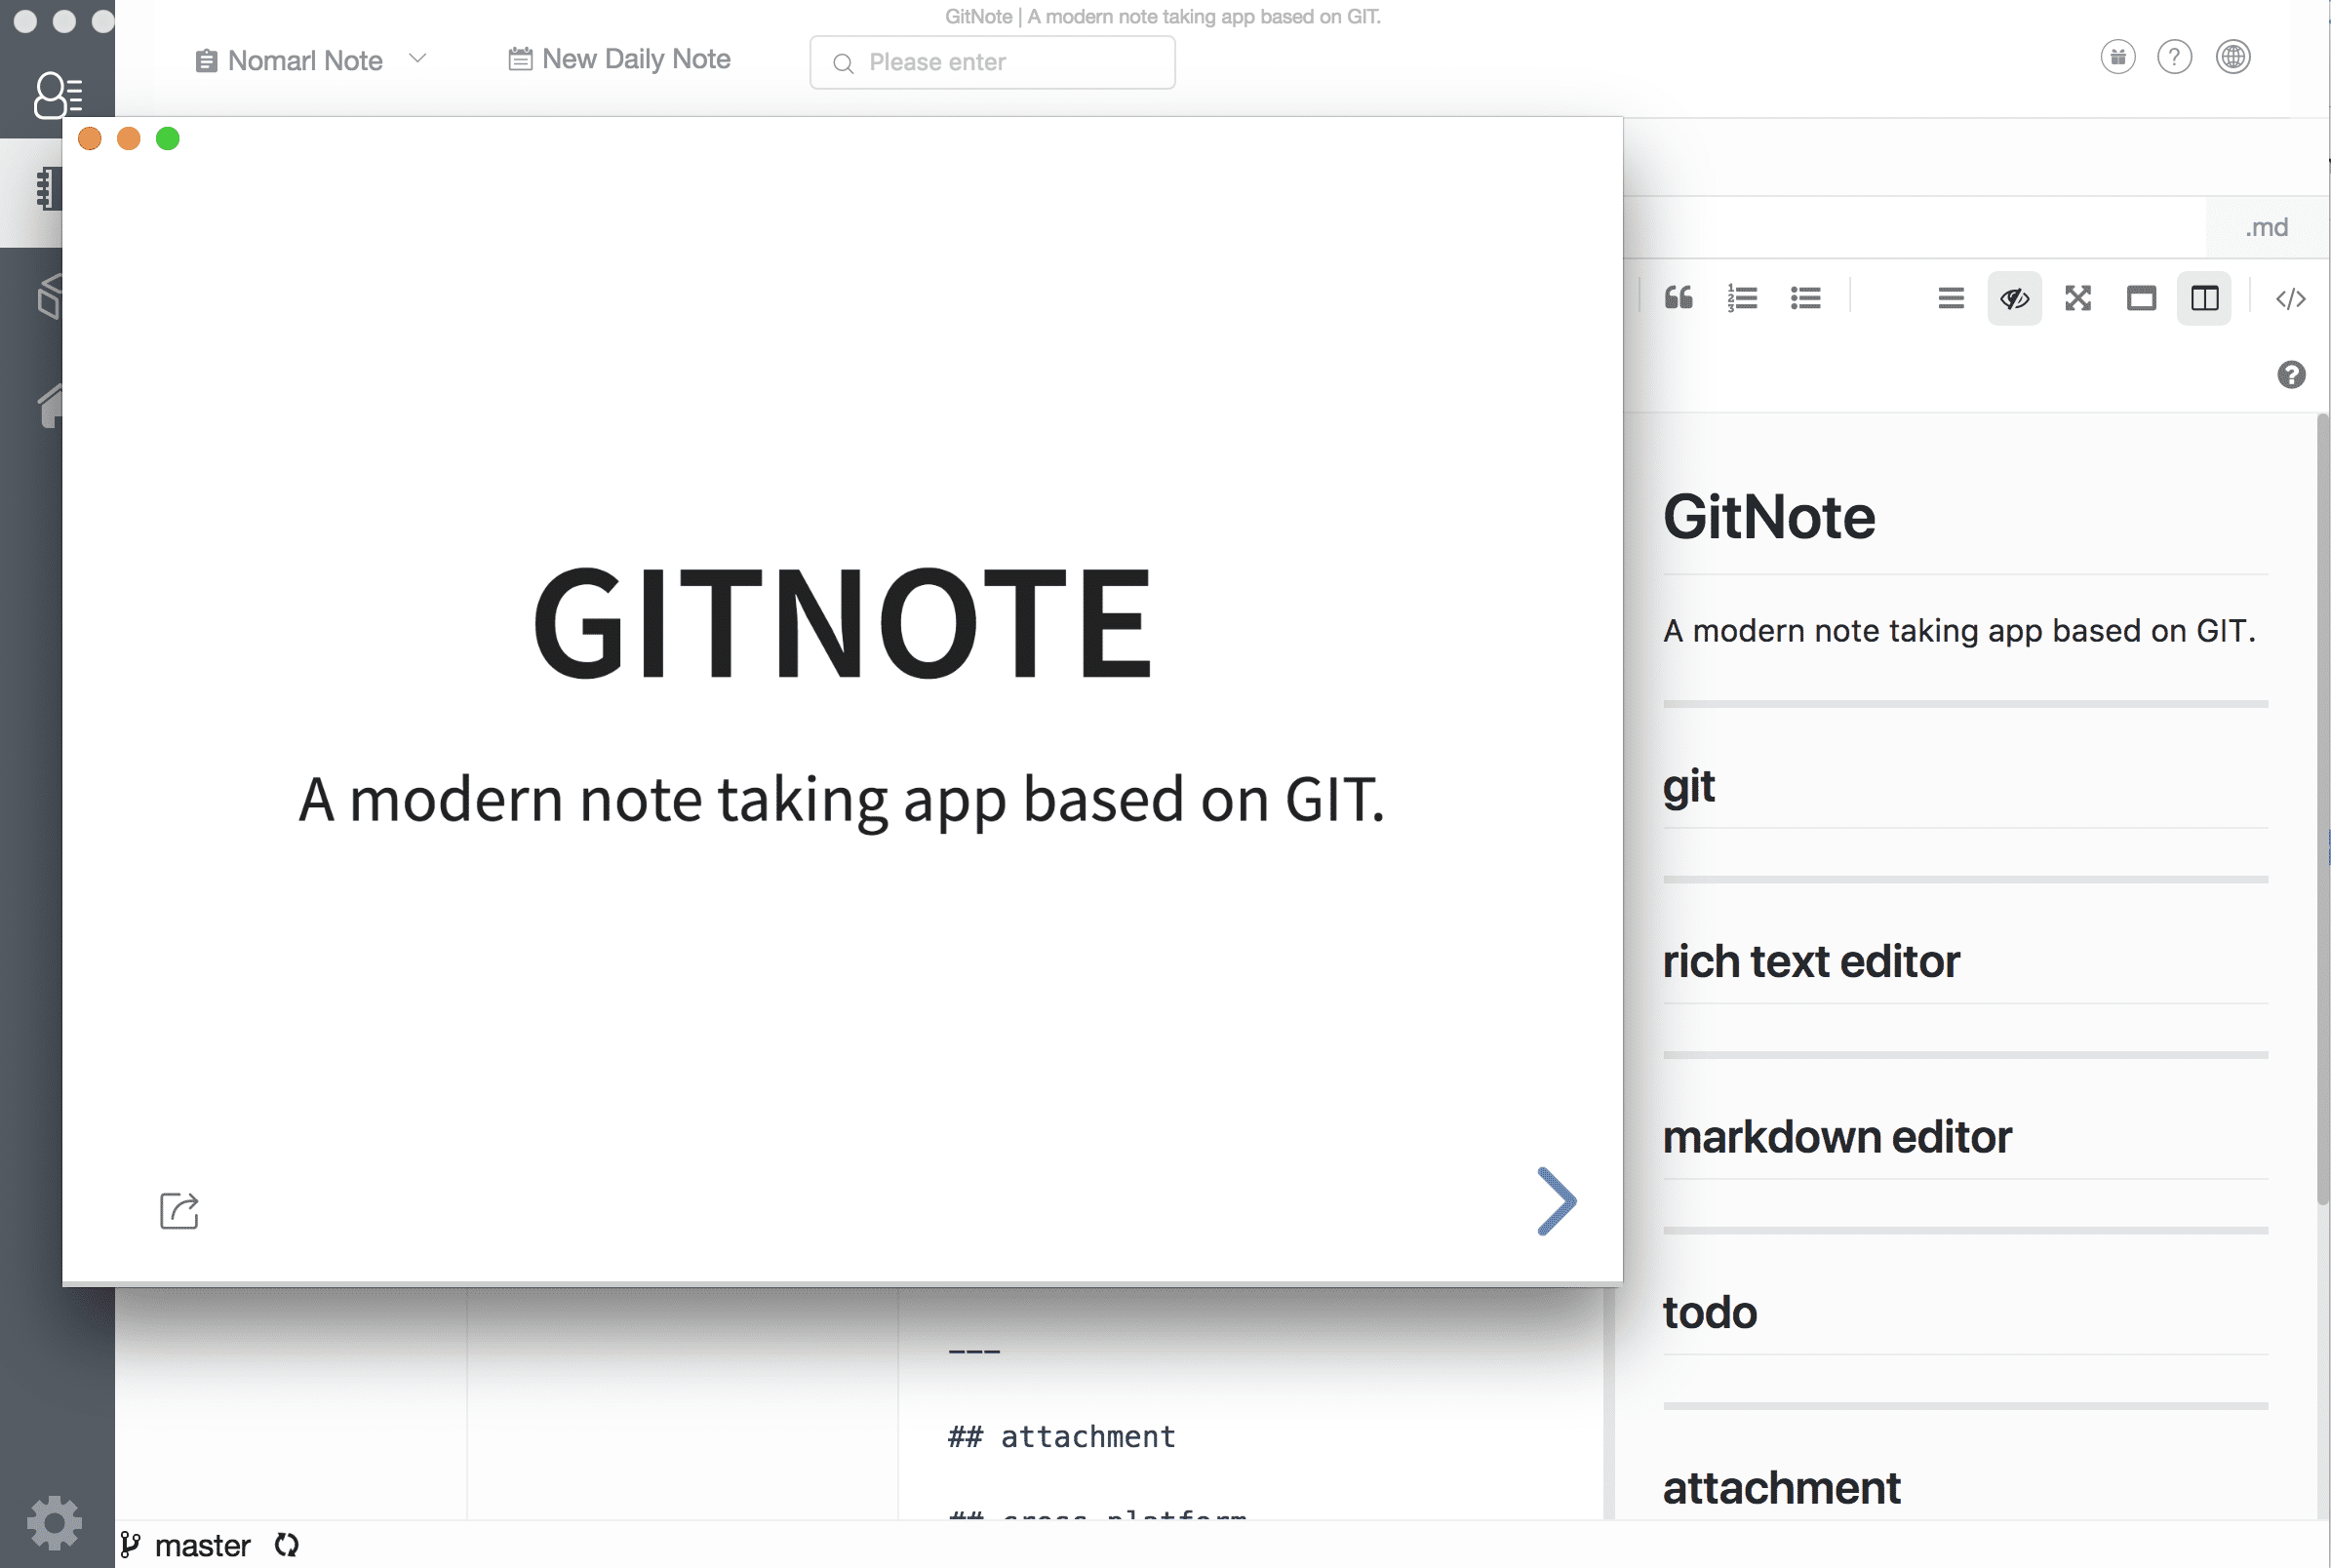 GitNote | A modern note taking app based on GIT.
Nomarl Note
New Daily Note
Please enter
.md
GITNOTE
A modern note taking app based on GIT.
GitNote
A modern note taking app based on GIT.
git
rich text editor
markdown editor
todo
attachment
---
## attachment
## cross platform
master